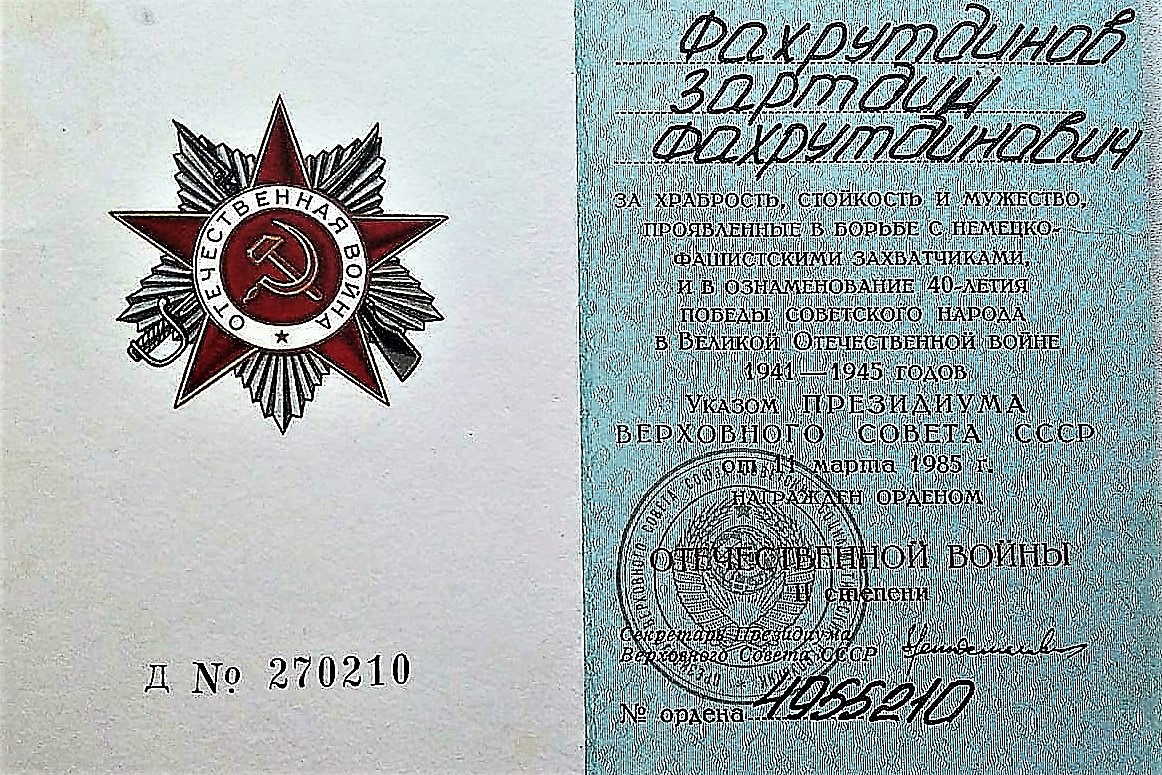 ОТЕЧЕСТВЕННАЯ ВОЙНА
Д № 270210
Фахрутдинов
Зартдин
Фахрутдинович
ЗА ХРАБРОСТЬ, СТОЙКОСТЬ И МУЖЕСТВО,
ПРОЯВЛЕННЫЕ В БОРЬБЕ С НЕМЕЦКО-
ФАШИСТСКИМИ ЗАХВАТЧИКАМИ,
И В ОЗНАМЕНОВАНИЕ 40-ЛЕТИЯ
ПОБЕДЫ СОВЕТСКОГО НАРОДА
В ВЕЛИКОЙ ОТЕЧЕСТВЕННОЙ ВОЙНЕ
1941—1945 ГОДОВ
УКАЗОМ ПРЕЗИДИУМА
ВЕРХОВНОГО СОВЕТА СССР
от 11 марта 1985 г.
НАГРАЖДЕН ОРДЕНОМ
ОТЕЧЕСТВЕННОЙ ВОЙНЫ
II степени
Секретарь Президиума
Верховного Совета СССР
№ ордена 4955210